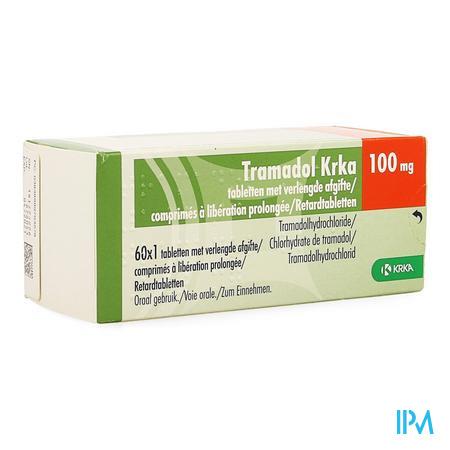 Tramadol Krka 100 mg
tabletten met verlengde afgifte/
comprimés à libération prolongée/Retardtabletten
Tramadolhydrochloride/
Chlorhydrate de tramadol/
Tramadolhydrochlorid
60x1 tabletten met verlengde afgifte/
comprimés à libération prolongée/
Retardtabletten
Oraal gebruik./Voie orale./Zum Einnehmen.
KRKA
IPM